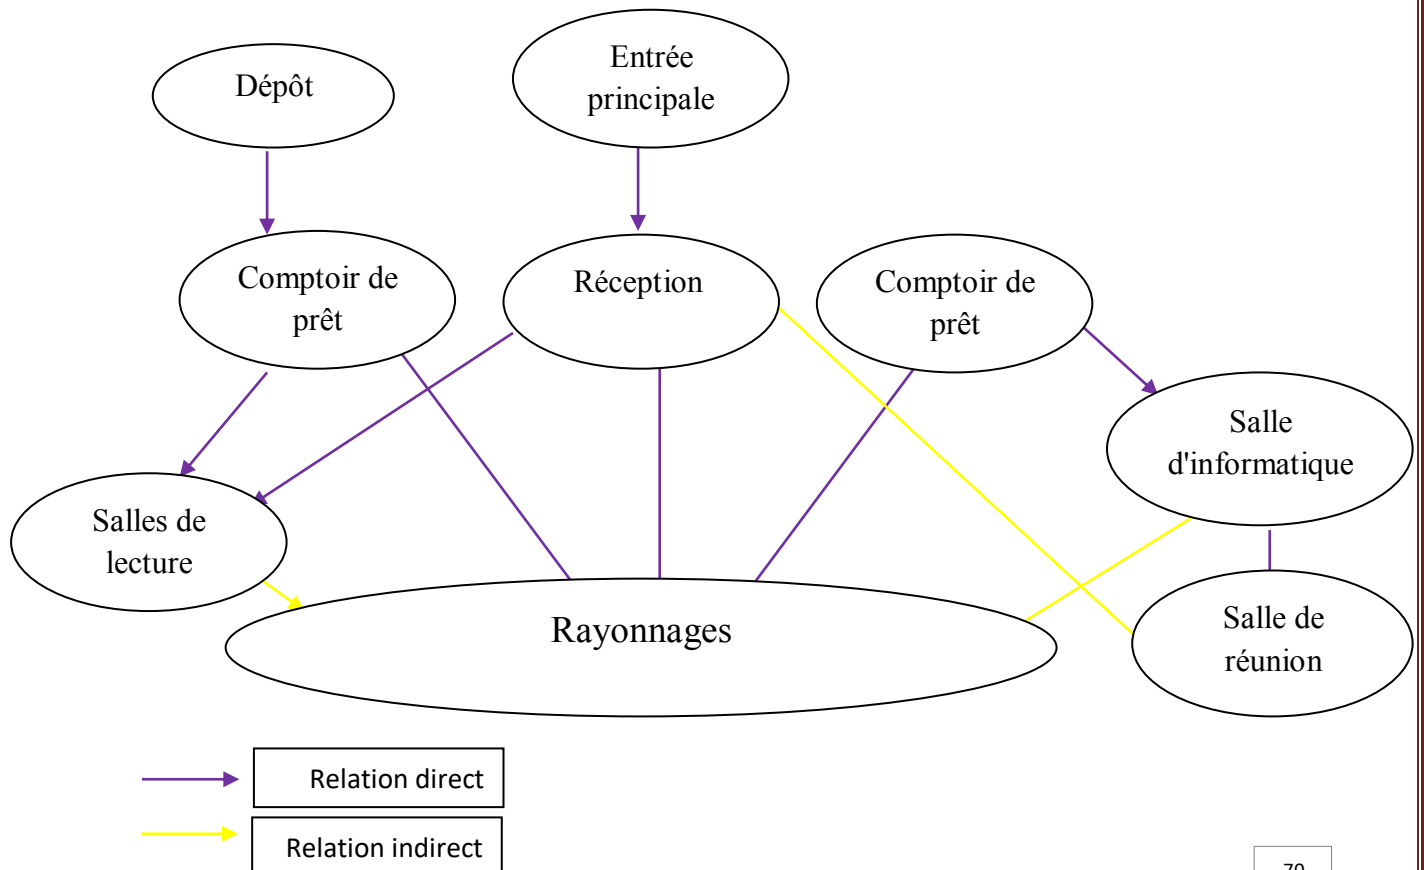 Dépôt
Entrée
principale
Comptoir de
prêt
Réception
Comptoir de
prêt
Salle
d'informatique
Salles de
lecture
Rayonnages
Salle de
réunion
Relation direct
Relation indirect
70